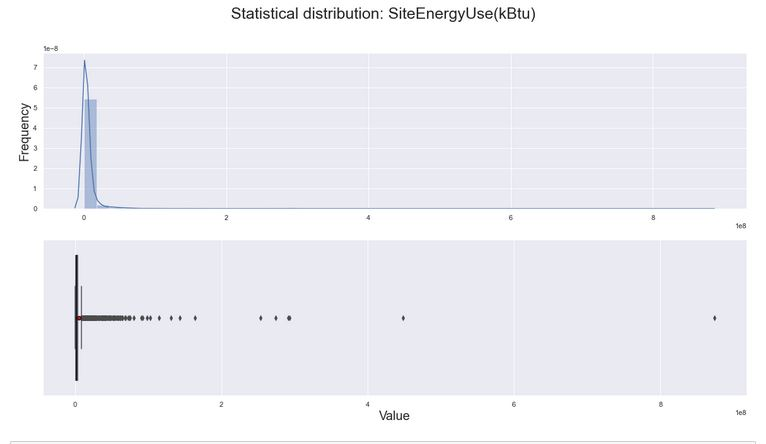 Statistical distribution: SiteEnergyUse(kBtu)
1e−8
7
6
5
4
3
2
1
0
Frequency
0 2 4 6 8
1e8
0 2 4 6 8
1e8
Value